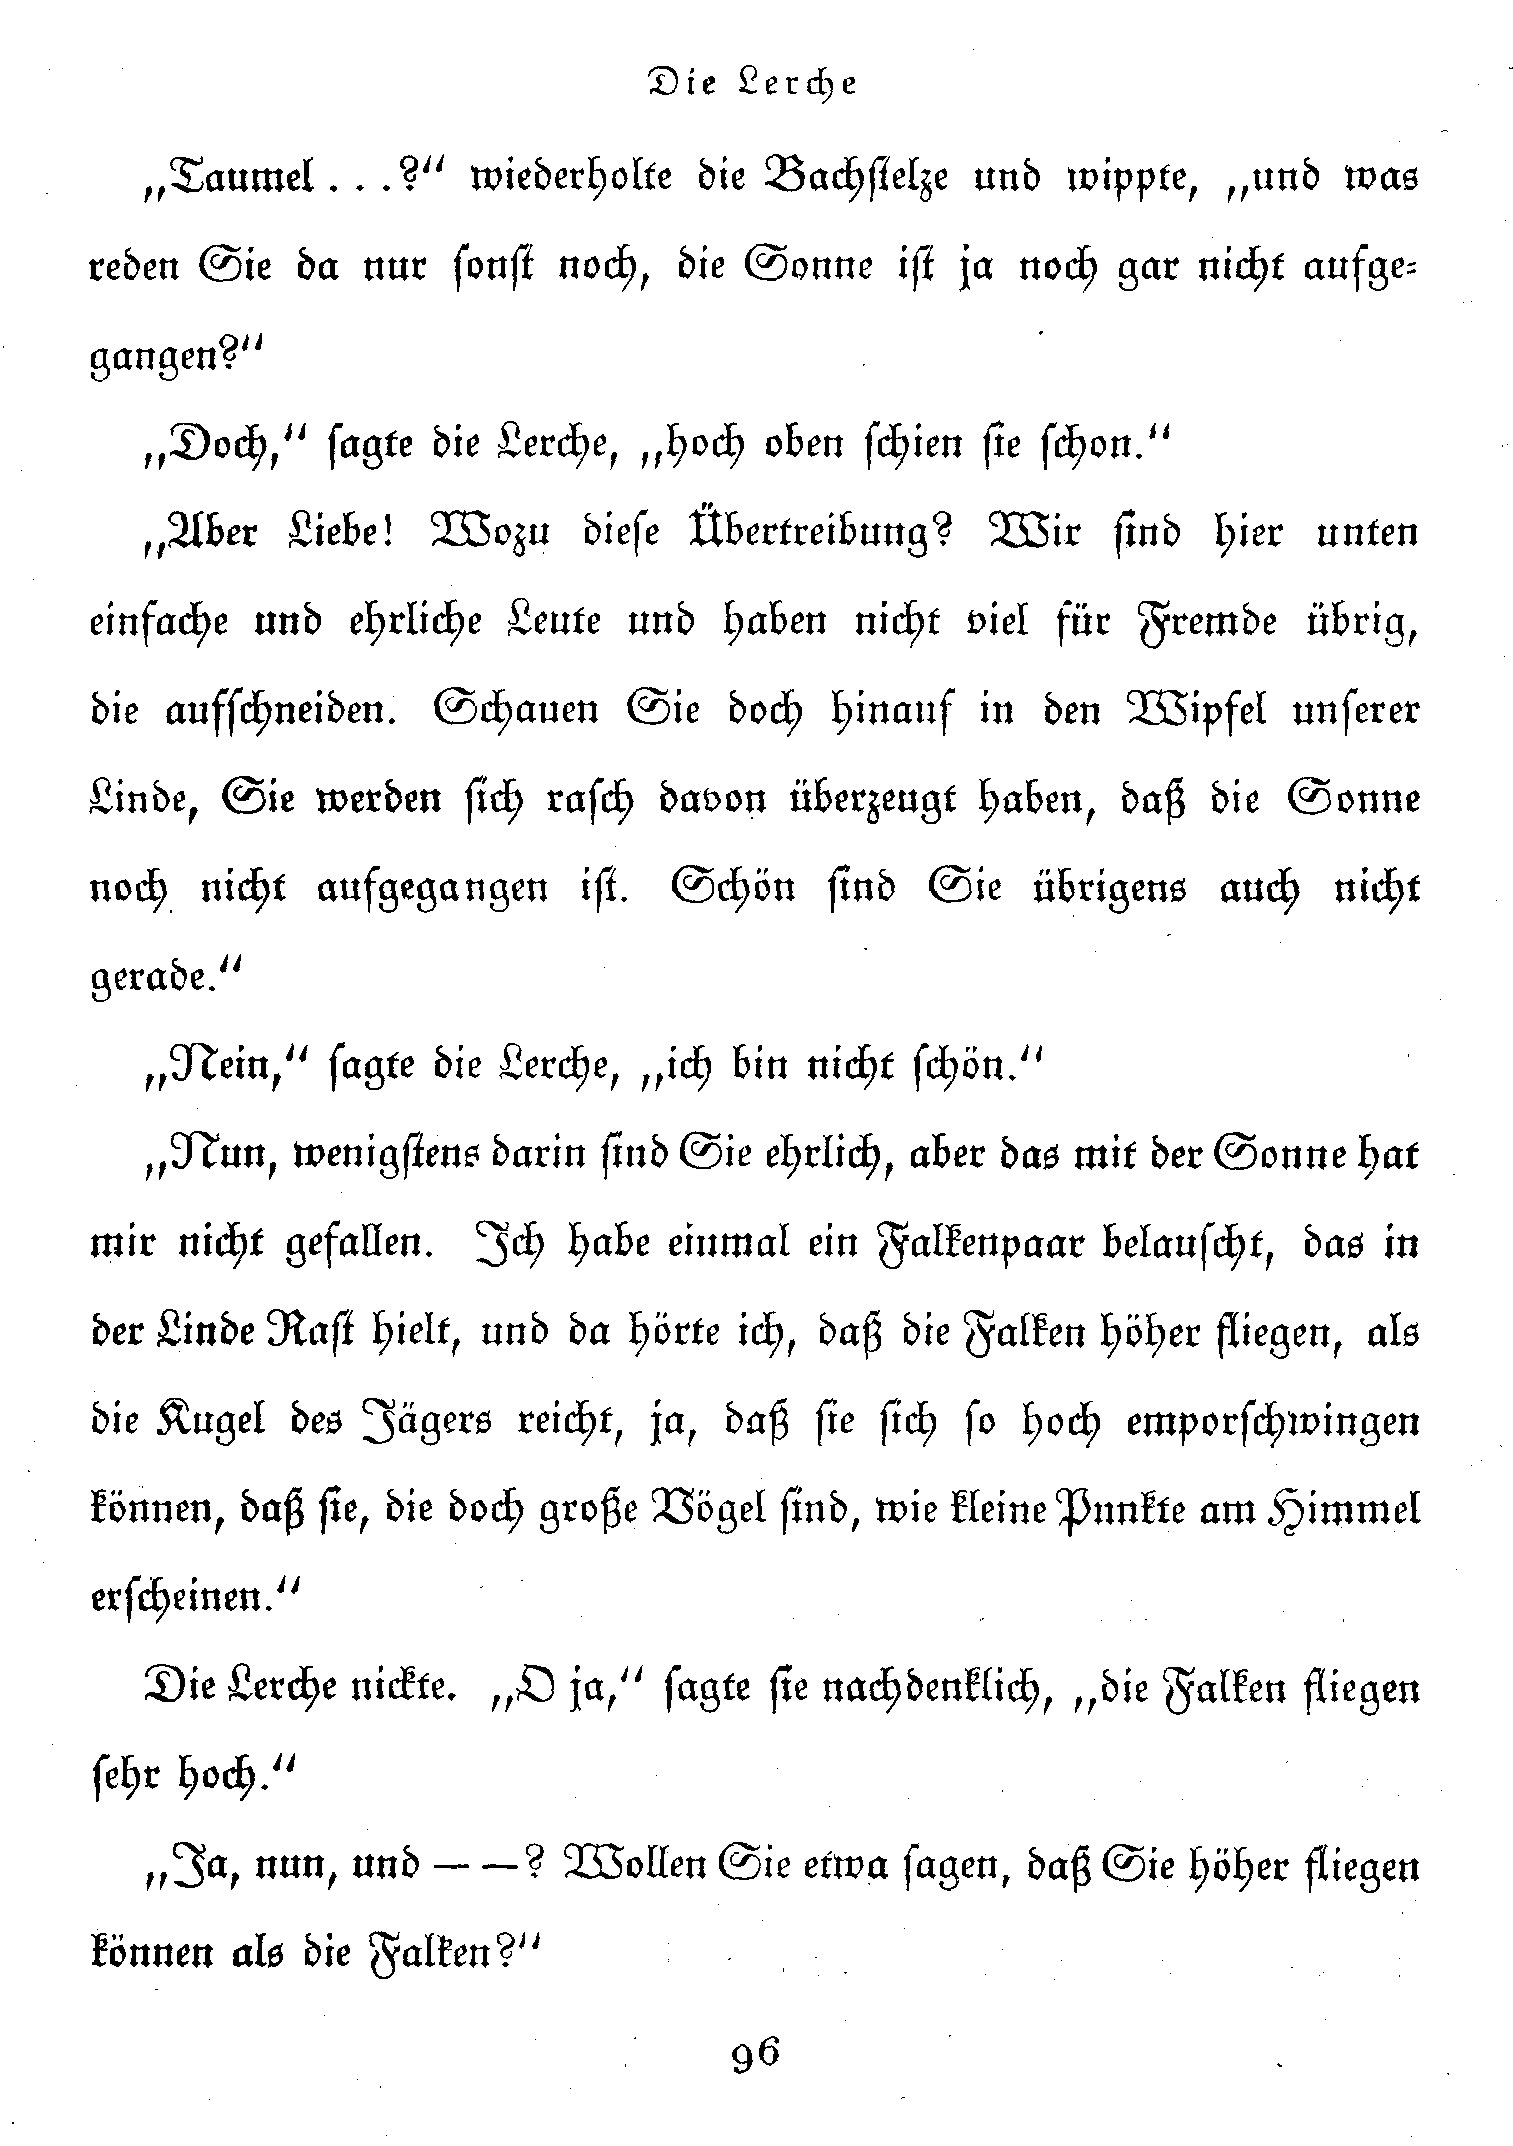 Die Lerche
„Taumel . . .?“ wiederholte die Bachstelze und wippte, „und was
reden Sie da nur sonst noch, die Sonne ist ja noch gar nicht aufge-
gangen?“
„Doch,“ sagte die Lerche, „hoch oben schien sie schon.“
„Aber Liebe! Wozu diese Übertreibung? Wir sind hier unten
einfache und ehrliche Leute und haben nicht viel für Fremde übrig,
die aufschneiden. Schauen Sie doch hinauf in den Wipfel unserer
Linde, Sie werden sich rasch davon überzeugt haben, daß die Sonne
noch nicht aufgegangen ist. Schön sind Sie übrigens auch nicht
gerade.“
„Nein,“ sagte die Lerche, „ich bin nicht schön.“
„Nun, wenigstens darin sind Sie ehrlich, aber das mit der Sonne hat
mir nicht gefallen. Ich habe einmal ein Falkenpaar belauscht, das in
der Linde Rast hielt, und da hörte ich, daß die Falken höher fliegen, als
die Kugel des Jägers reicht, ja, daß sie sich so hoch emporschwingen
können, daß sie, die doch große Vögel sind, wie kleine Punkte am Himmel
erscheinen.“
Die Lerche nickte. „O ja,“ sagte sie nachdenklich, „die Falken fliegen
sehr hoch.“
„Ja, nun, und — —? Wollen Sie etwa sagen, daß Sie höher fliegen
können als die Falken?“
96